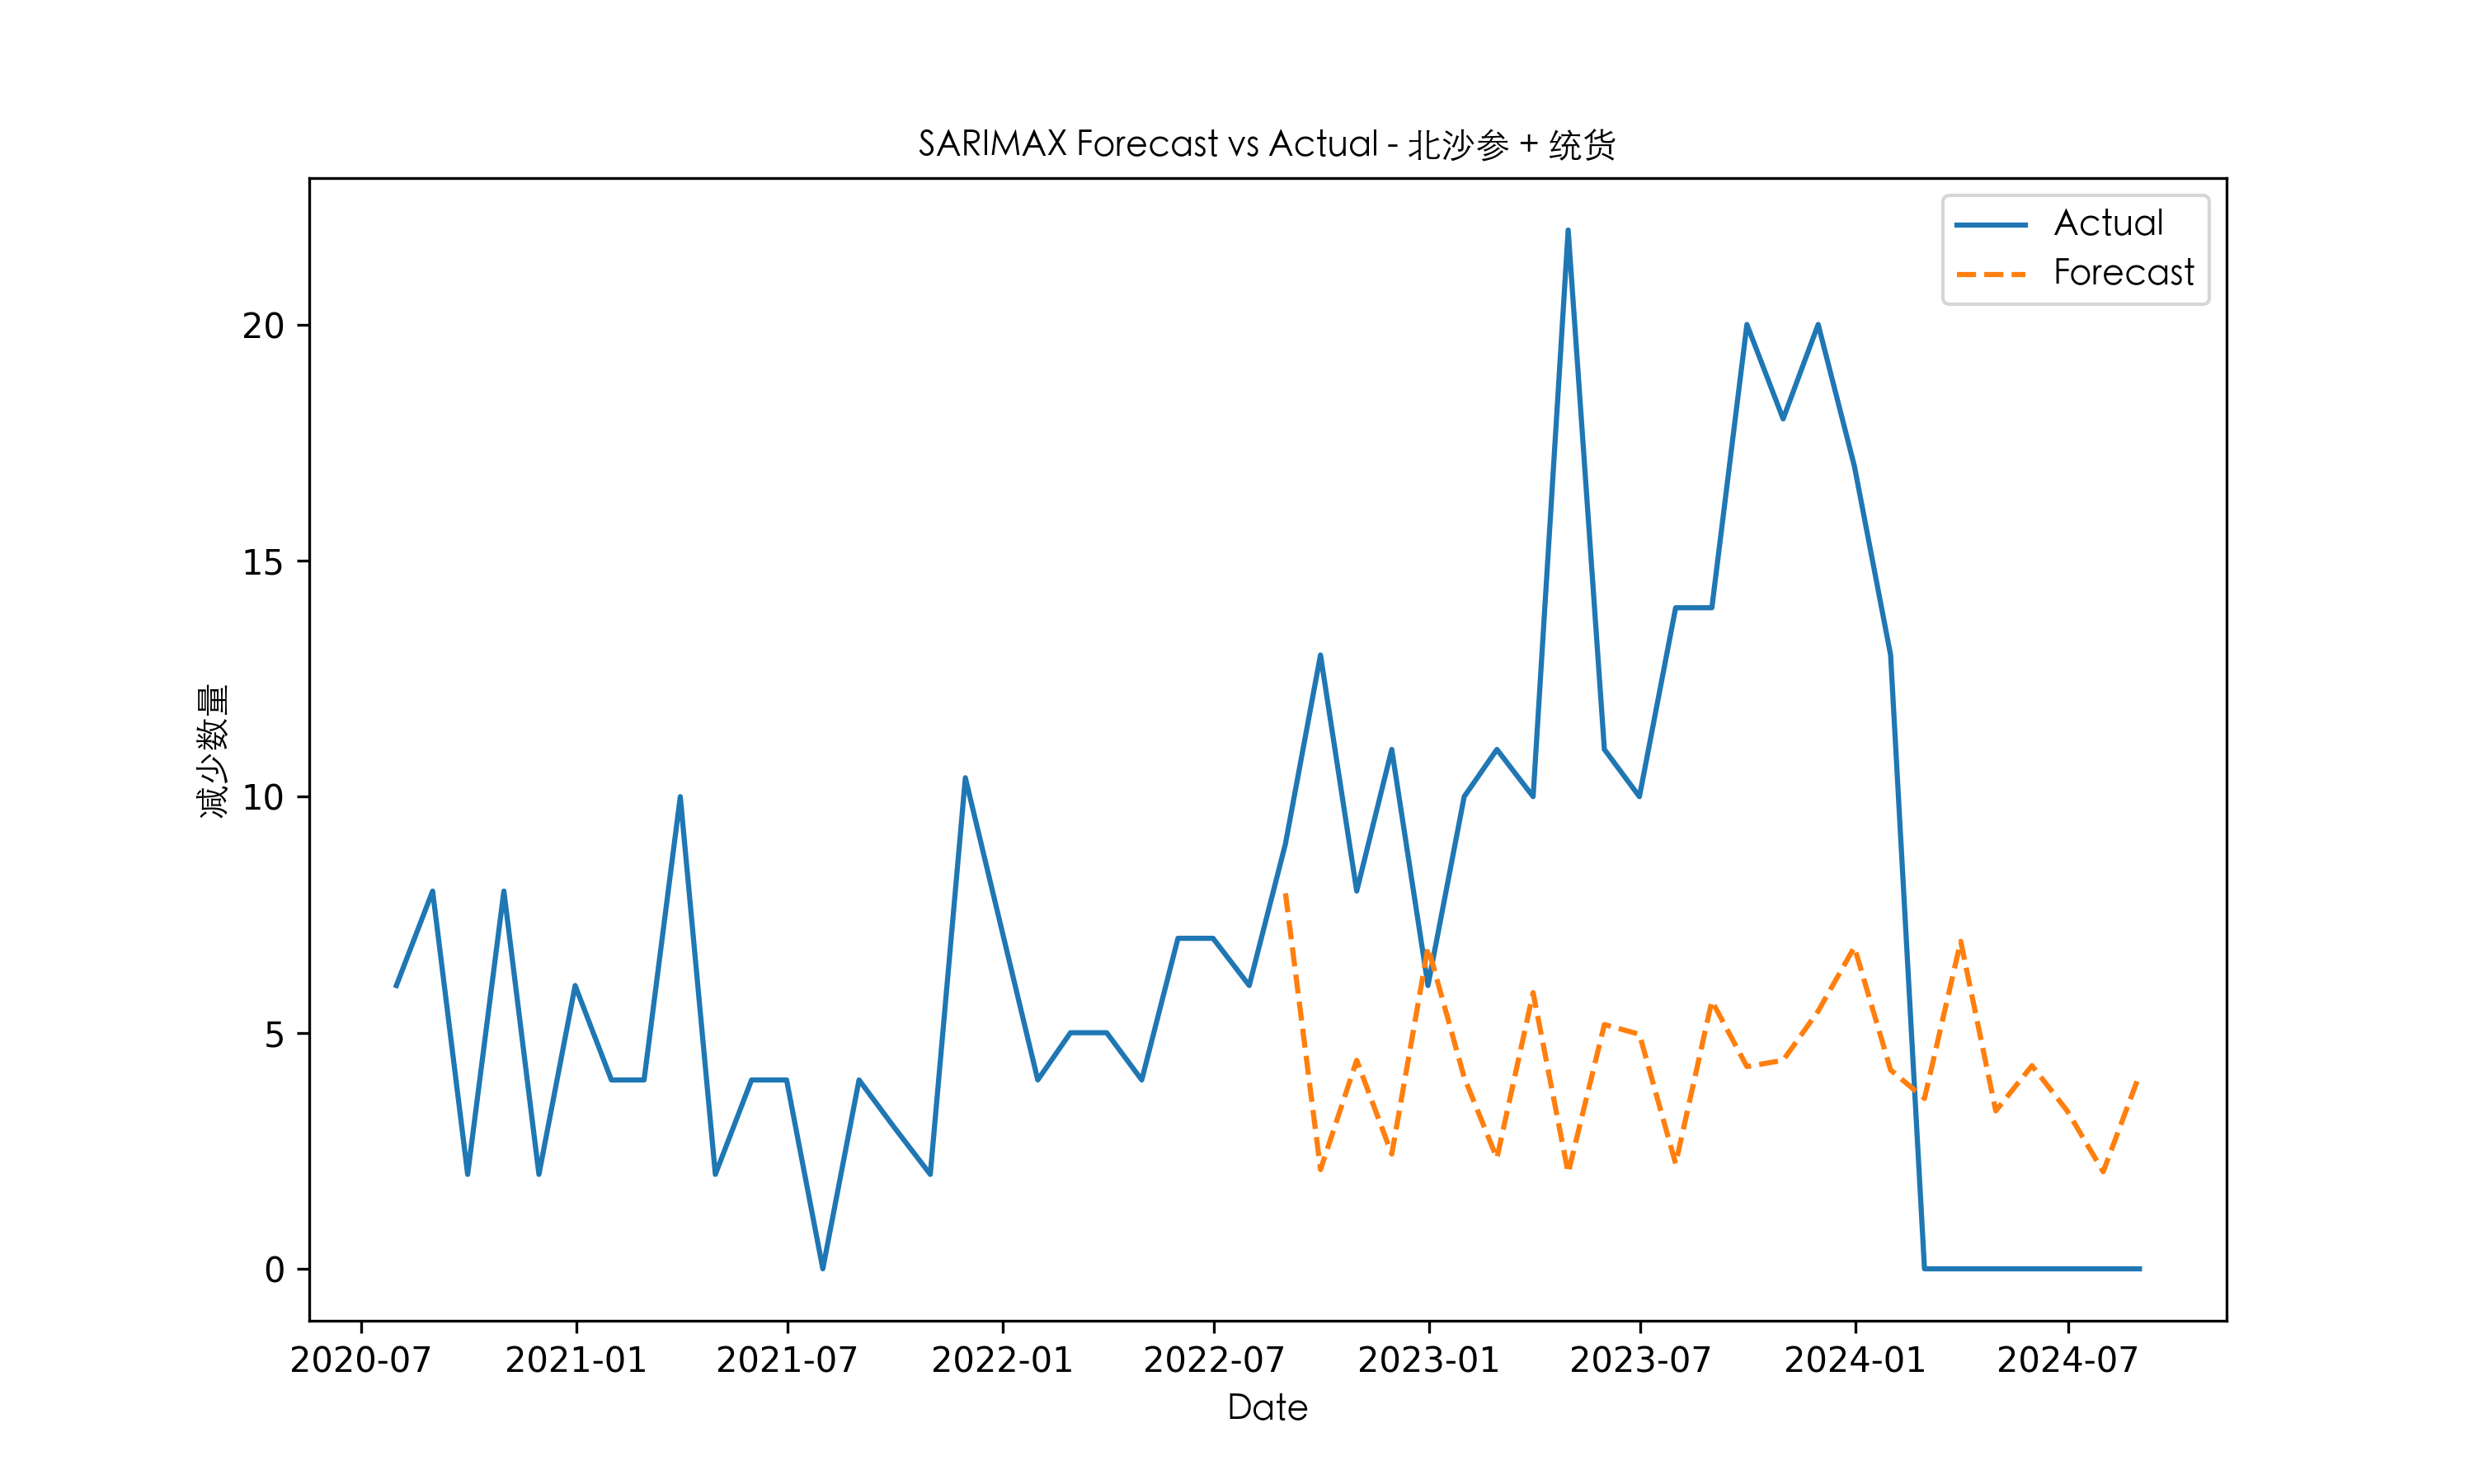 SARIMAX Forecast vs Actual - 北沙参 + 统货
Actual
Forecast
减少数量
20
15
10
5
0
2020-07 2021-01 2021-07 2022-01 2022-07 2023-01 2023-07 2024-01 2024-07
Date